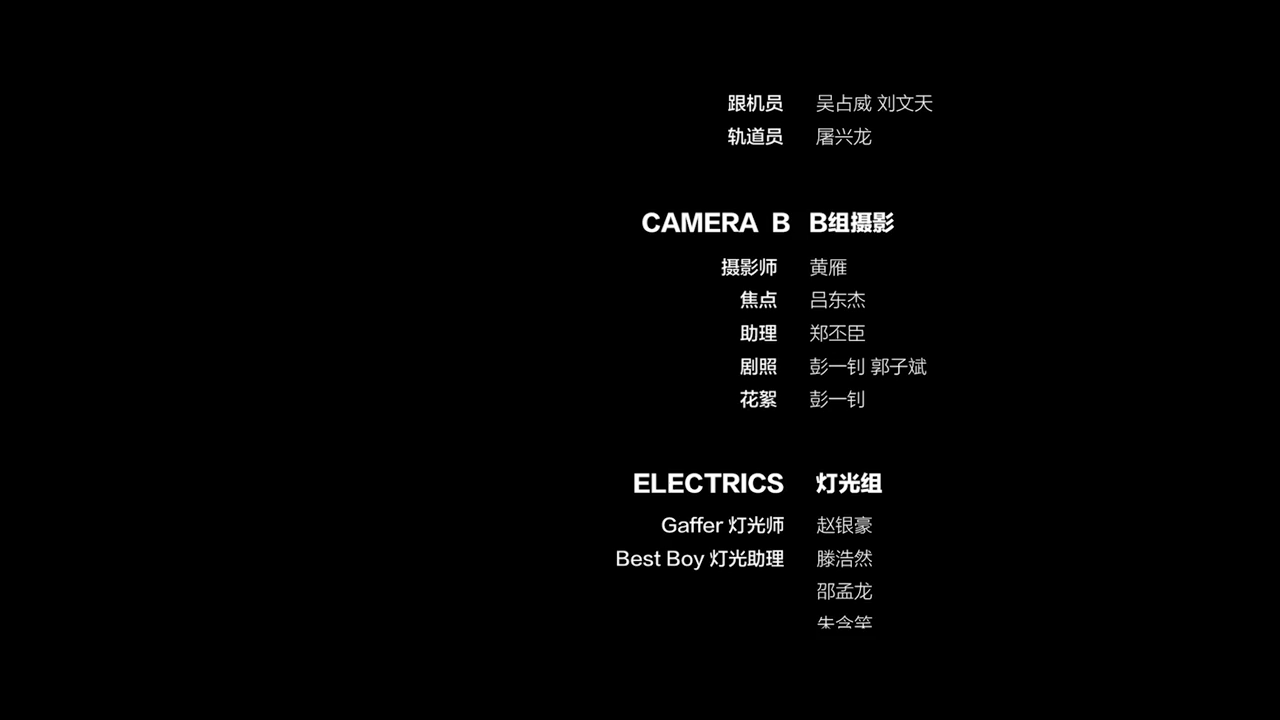 跟机员 吴占威 刘文天
轨道员 屠兴龙
CAMERA B B组摄影
摄影师 黄雁
焦点 吕东杰
助理 郑丕臣
剧照 彭一钊 郭子斌
花絮 彭一钊
ELECTRICS 灯光组
Gaffer 灯光师 赵银豪
Best Boy 灯光助理 滕浩然
邵孟龙